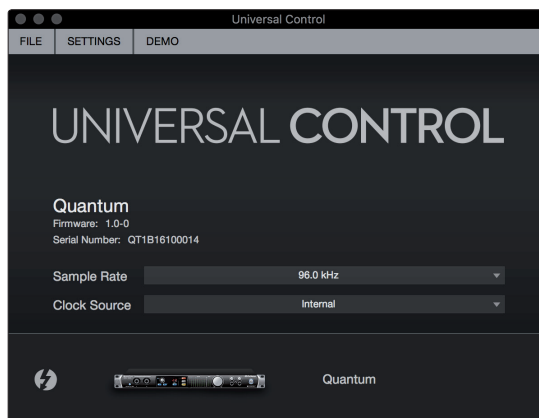 Universal Control
FILE SETTINGS DEMO
UNIVERSAL CONTROL
Quantum
Firmware: 1.0-0
Serial Number: QT1B16100014
Sample Rate 96.0 kHz
Clock Source Internal
Quantum